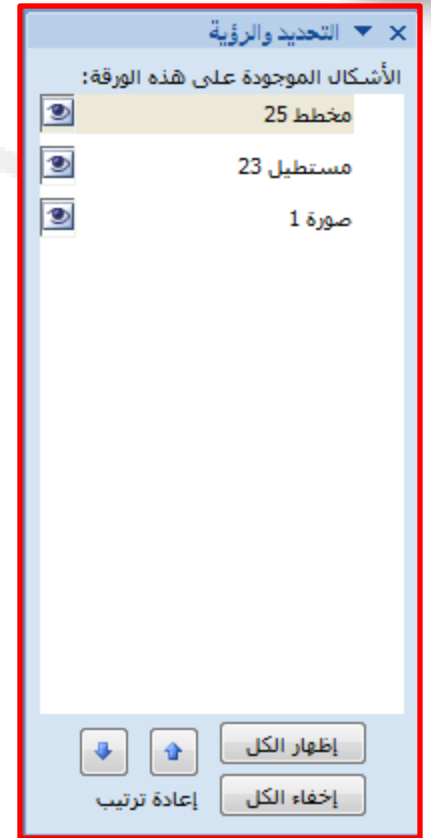 التحديد والرؤية
الأشكال الموجودة على هذه الورقة:
مخطط 25
مستطيل 23
صورة 1
إظهار الكل
إخفاء الكل
إعادة ترتيب